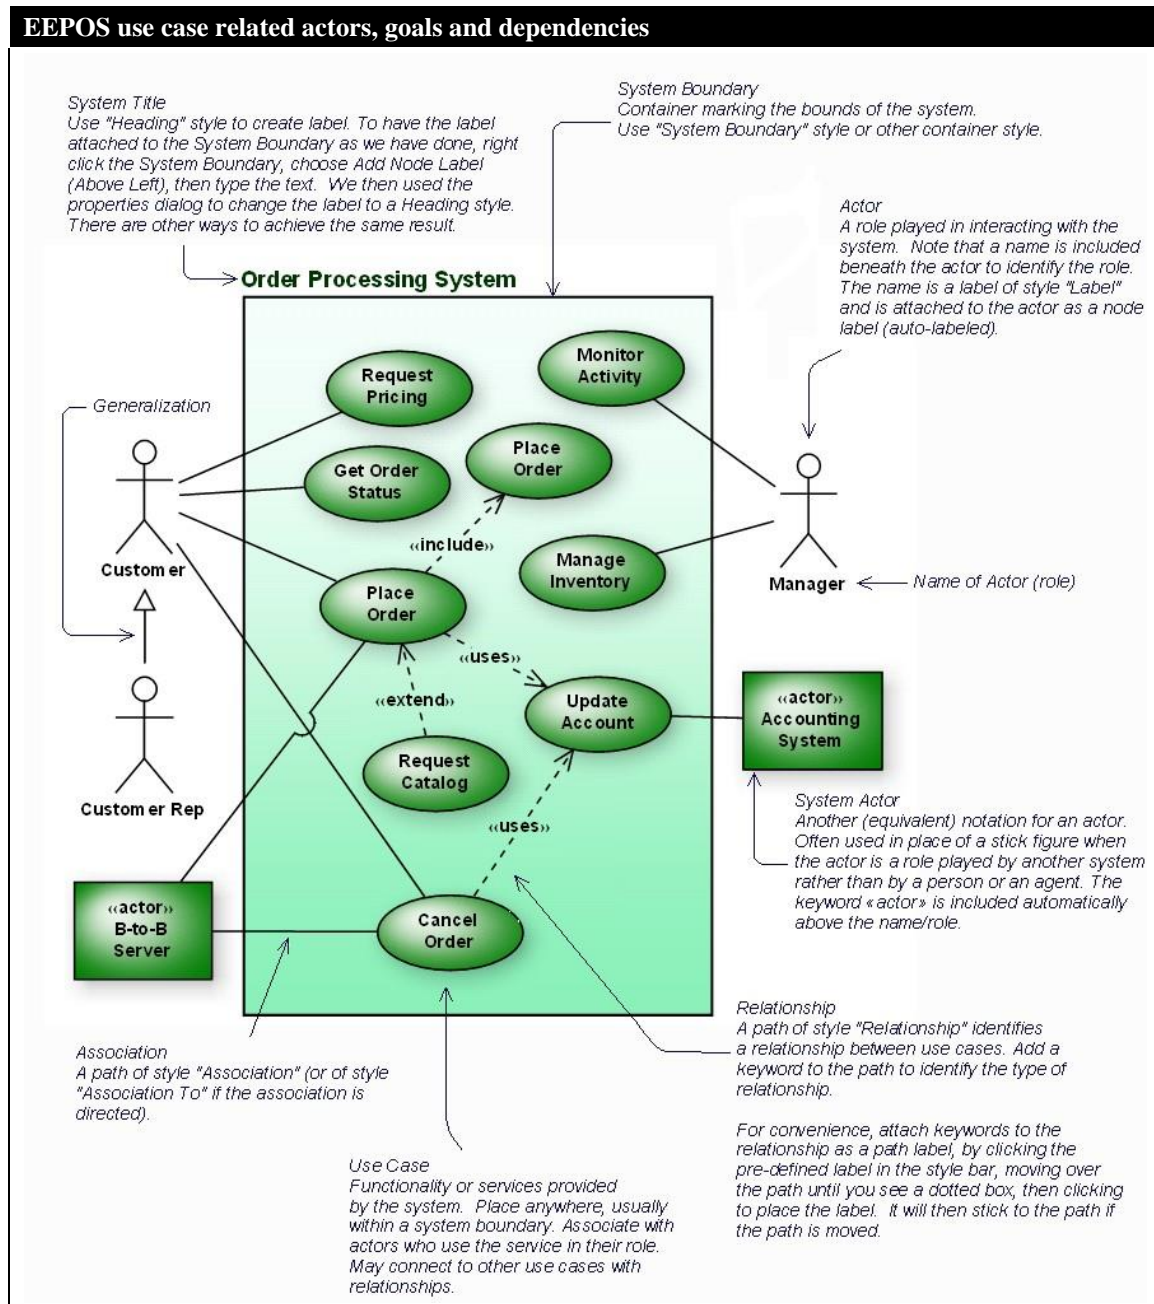 EEPOS use case related actors, goals and dependencies
System Title
Use "Heading" style to create label. To have the label
attached to the System Boundary as we have done, right
click the System Boundary, choose Add Node Label
(Above Left), then type the text. We then used the
properties dialog to change the label to a Heading style.
There are other ways to achieve the same result.
System Boundary
Container marking the bounds of the system.
Use "System Boundary" style or other container style.
Actor
A role played in interacting with the
system. Note that a name is included
beneath the actor to identify the role.
The name is a label of style "Label"
and is attached to the actor as a node
label (auto-labeled).
Order Processing System
Request
Pricing
Monitor
Activity
Generalization
Get Order
Status
Place
Order
«include»
Manage
Inventory
Customer
Manager
Name of Actor (role)
Place
Order
«uses»
«extend»
Update
Account
«actor»
Accounting
System
Request
Catalog
Customer Rep
«uses»
System Actor
Another (equivalent) notation for an actor.
Often used in place of a stick figure when
the actor is a role played by another system
rather than by a person or an agent. The
keyword «actor» is included automatically
above the name/role.
«actor»
B-to-B
Server
Cancel
Order
Association
A path of style "Association" (or of style
"Association To" if the association is
directed).
Relationship
A path of style "Relationship" identifies
a relationship between use cases. Add a
keyword to the path to identify the type of
relationship.
For convenience, attach keywords to the
relationship as a path label, by clicking the
pre-defined label in the style bar, moving over
the path until you see a dotted box, then clicking
to place the label. It will then stick to the path if
the path is moved.
Use Case
Functionality or services provided
by the system. Place anywhere, usually
within a system boundary. Associate with
actors who use the service in their role.
May connect to other use cases with
relationships.